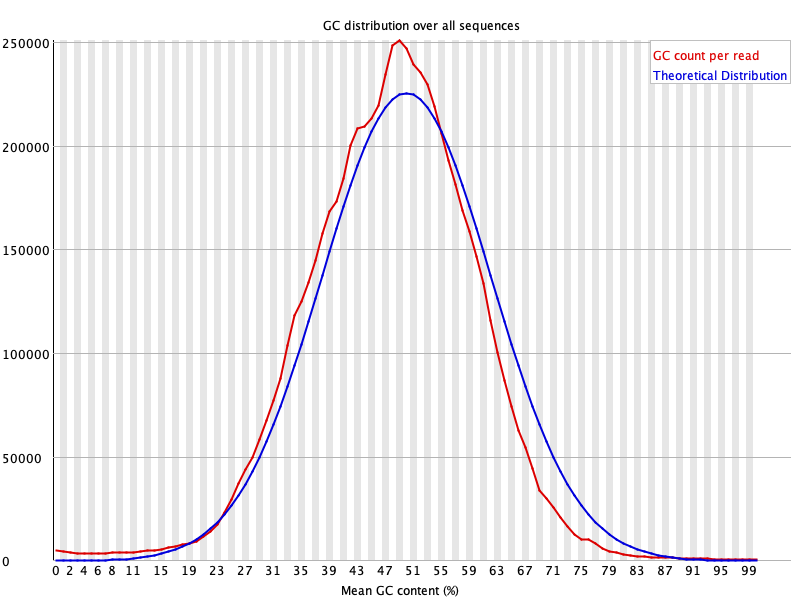 GC distribution over all sequences
250000
GC count per read
Theoretical Distribution
200000
150000
100000
50000
0
0 2 4 6 8 11 15 19 23 27 31 35 39 43 47 51 55 59 63 67 71 75 79 83 87 91 95 99
Mean GC content (%)